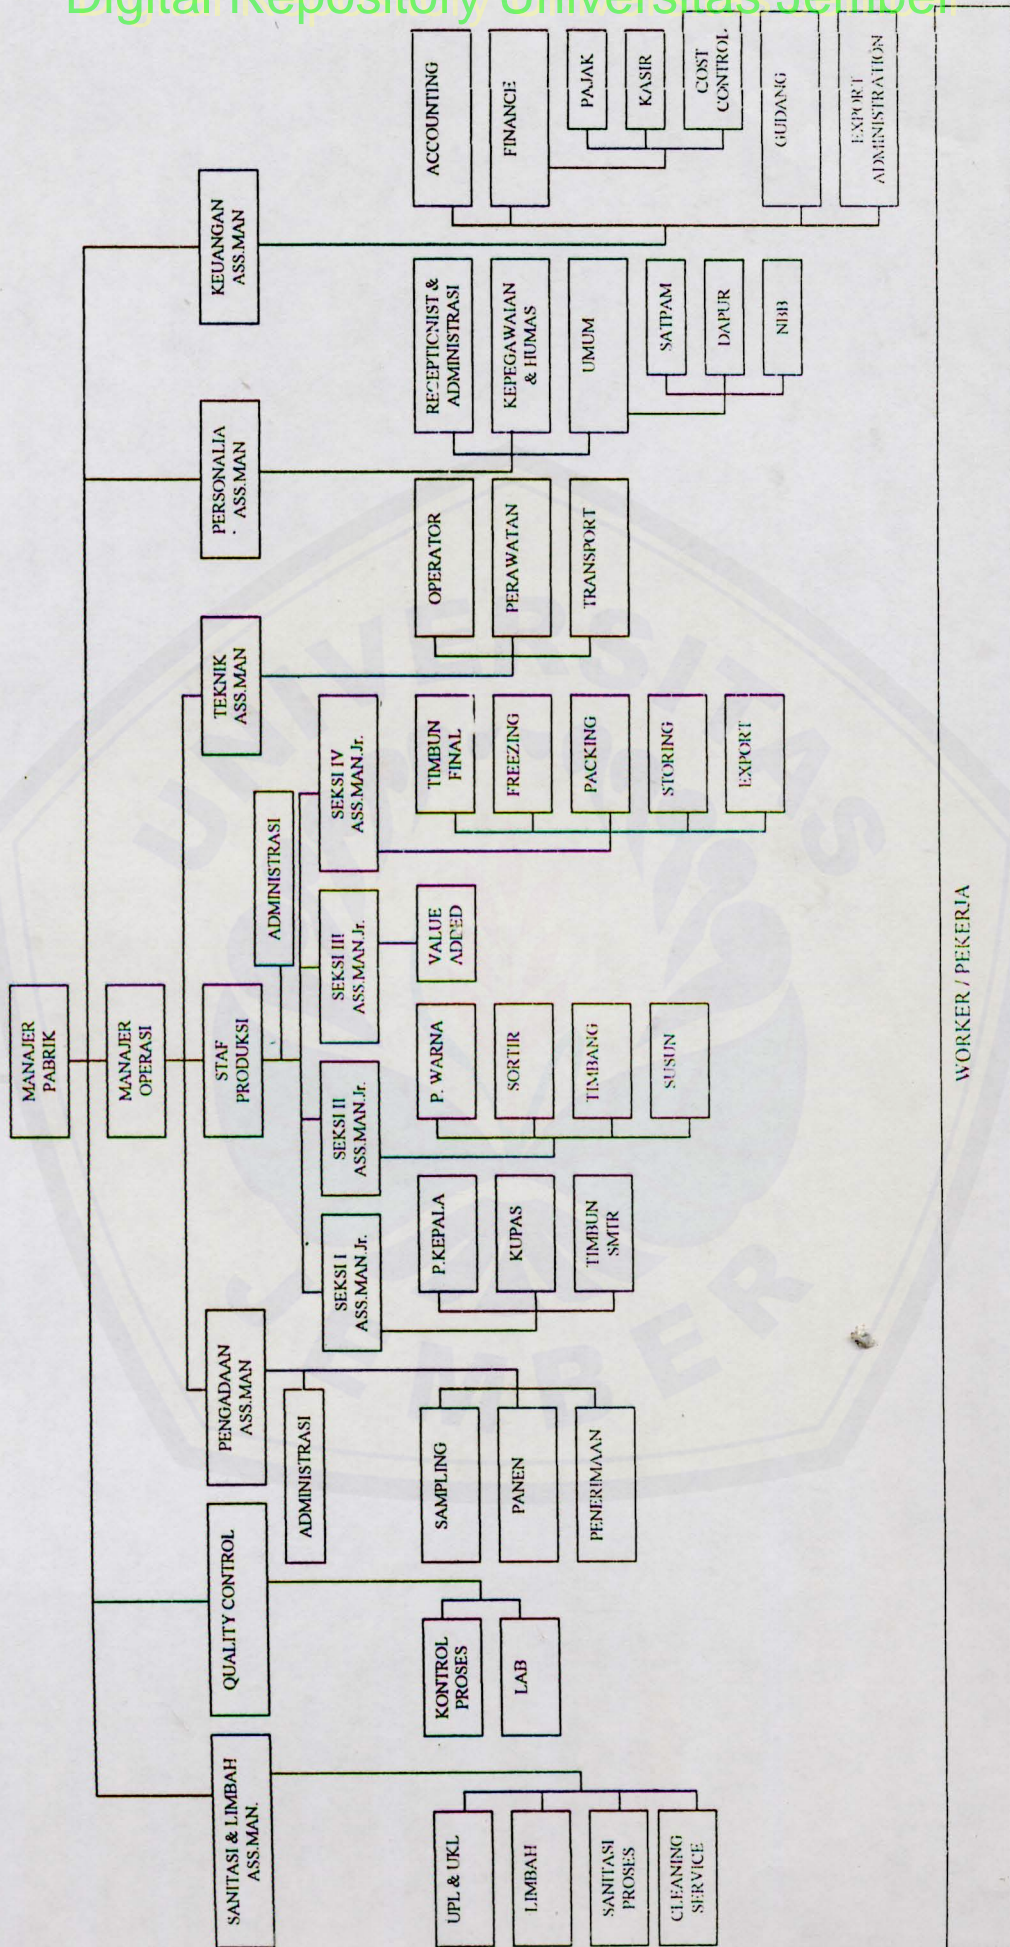 Digital Repository Universitas Jember
MANAJER
PABRIK
MANAJER
OPERASI
SANITASI & LIMBAH
ASS.MAN.
QUALITY CONTROL
PENGADAAN
ASS.MAN
STAF
PRODUKSI
TEKNIK
ASS.MAN
PERSONALIA
ASS.MAN
KEUANGAN
ASS.MAN
ADMINISTRASI
ADMINISTRASI
SEKSI I
ASS.MAN.Jr.
SEKSI II
ASS.MAN.Jr.
SEKSI III
ASS.MAN.Jr.
SEKSI IV
ASS.MAN.Jr.
UPL & UKL
LIMBAH
SANITASI
PROSES
CLEANING
SERVICE
KONTROL
PROSES
LAB
SAMPLING
PANEN
PENERIMAAN
P.KEPALA
KUPAS
TIMBUN
SMTR
P. WARNA
SORTIR
TIMBANG
SUSUN
VALUE
ADDED
TIMBUN
FINAL
FREEZING
PACKING
STORING
EXPORT
OPERATOR
PERAWATAN
TRANSPORT
RECEPTIONIST &
ADMINISTRASI
KEPEGAWAIAN
& HUMAS
UMUM
SATPAM
DAPUR
NBB
ACCOUNTING
FINANCE
PAJAK
KASIR
COST
CONTROL
GUDANG
EXPORT
ADMINISTRATION
WORKER / PEKERJA
UNIVERSITAS
JEMBER